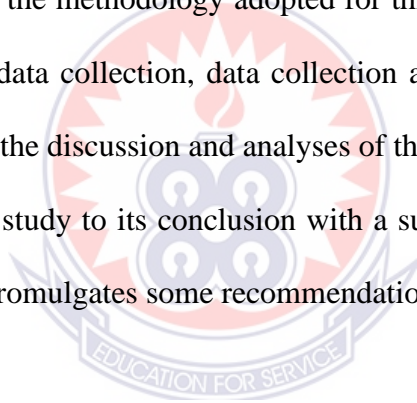 the methodology adopted for th
data collection, data collection a
the discussion and analyses of th
study to its conclusion with a su
romulgates some recommendatio
EDUCATION FOR SERVICE